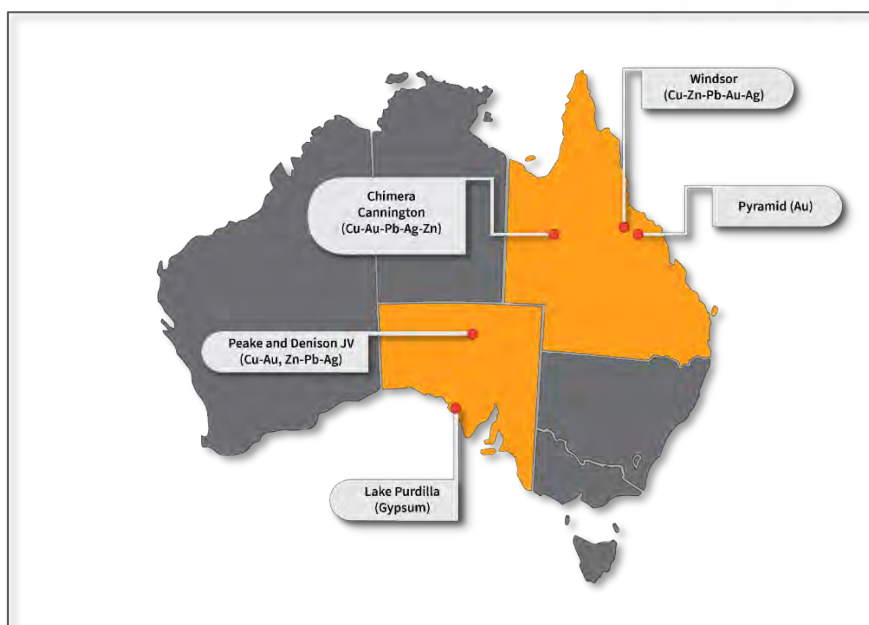 Windsor
(Cu-Zn-Pb-Au-Ag)
Chimera
Cannington
(Cu-Au-Pb-Ag-Zn)
Pyramid (Au)
Peake and Denison JV
(Cu-Au, Zn-Pb-Ag)
Lake Purdilla
(Gypsum)